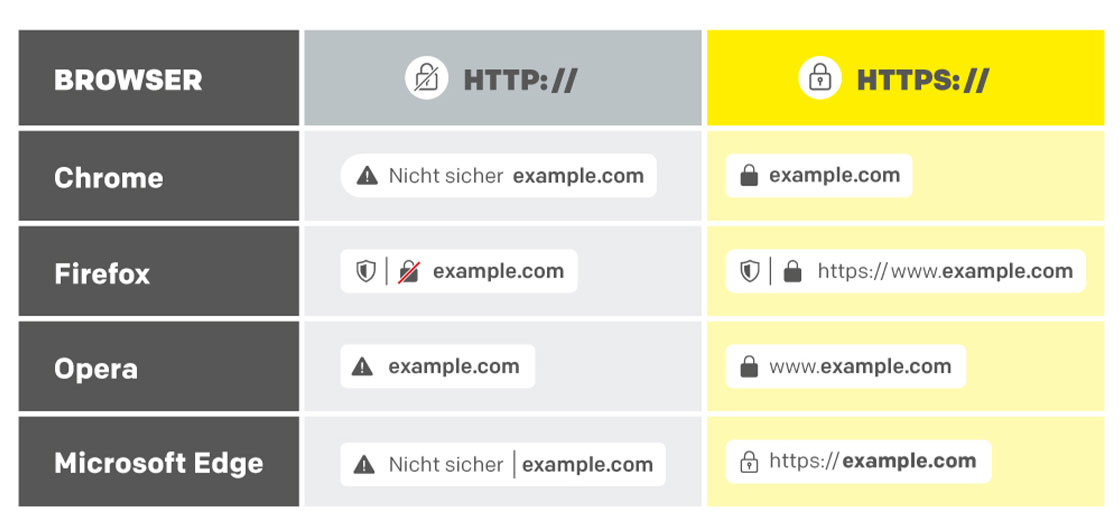 BROWSER HTTP:// HTTPS://
Chrome Nicht sicher example.com example.com
Firefox example.com https://www.example.com
Opera example.com www.example.com
Microsoft Edge Nicht sicher example.com https://example.com